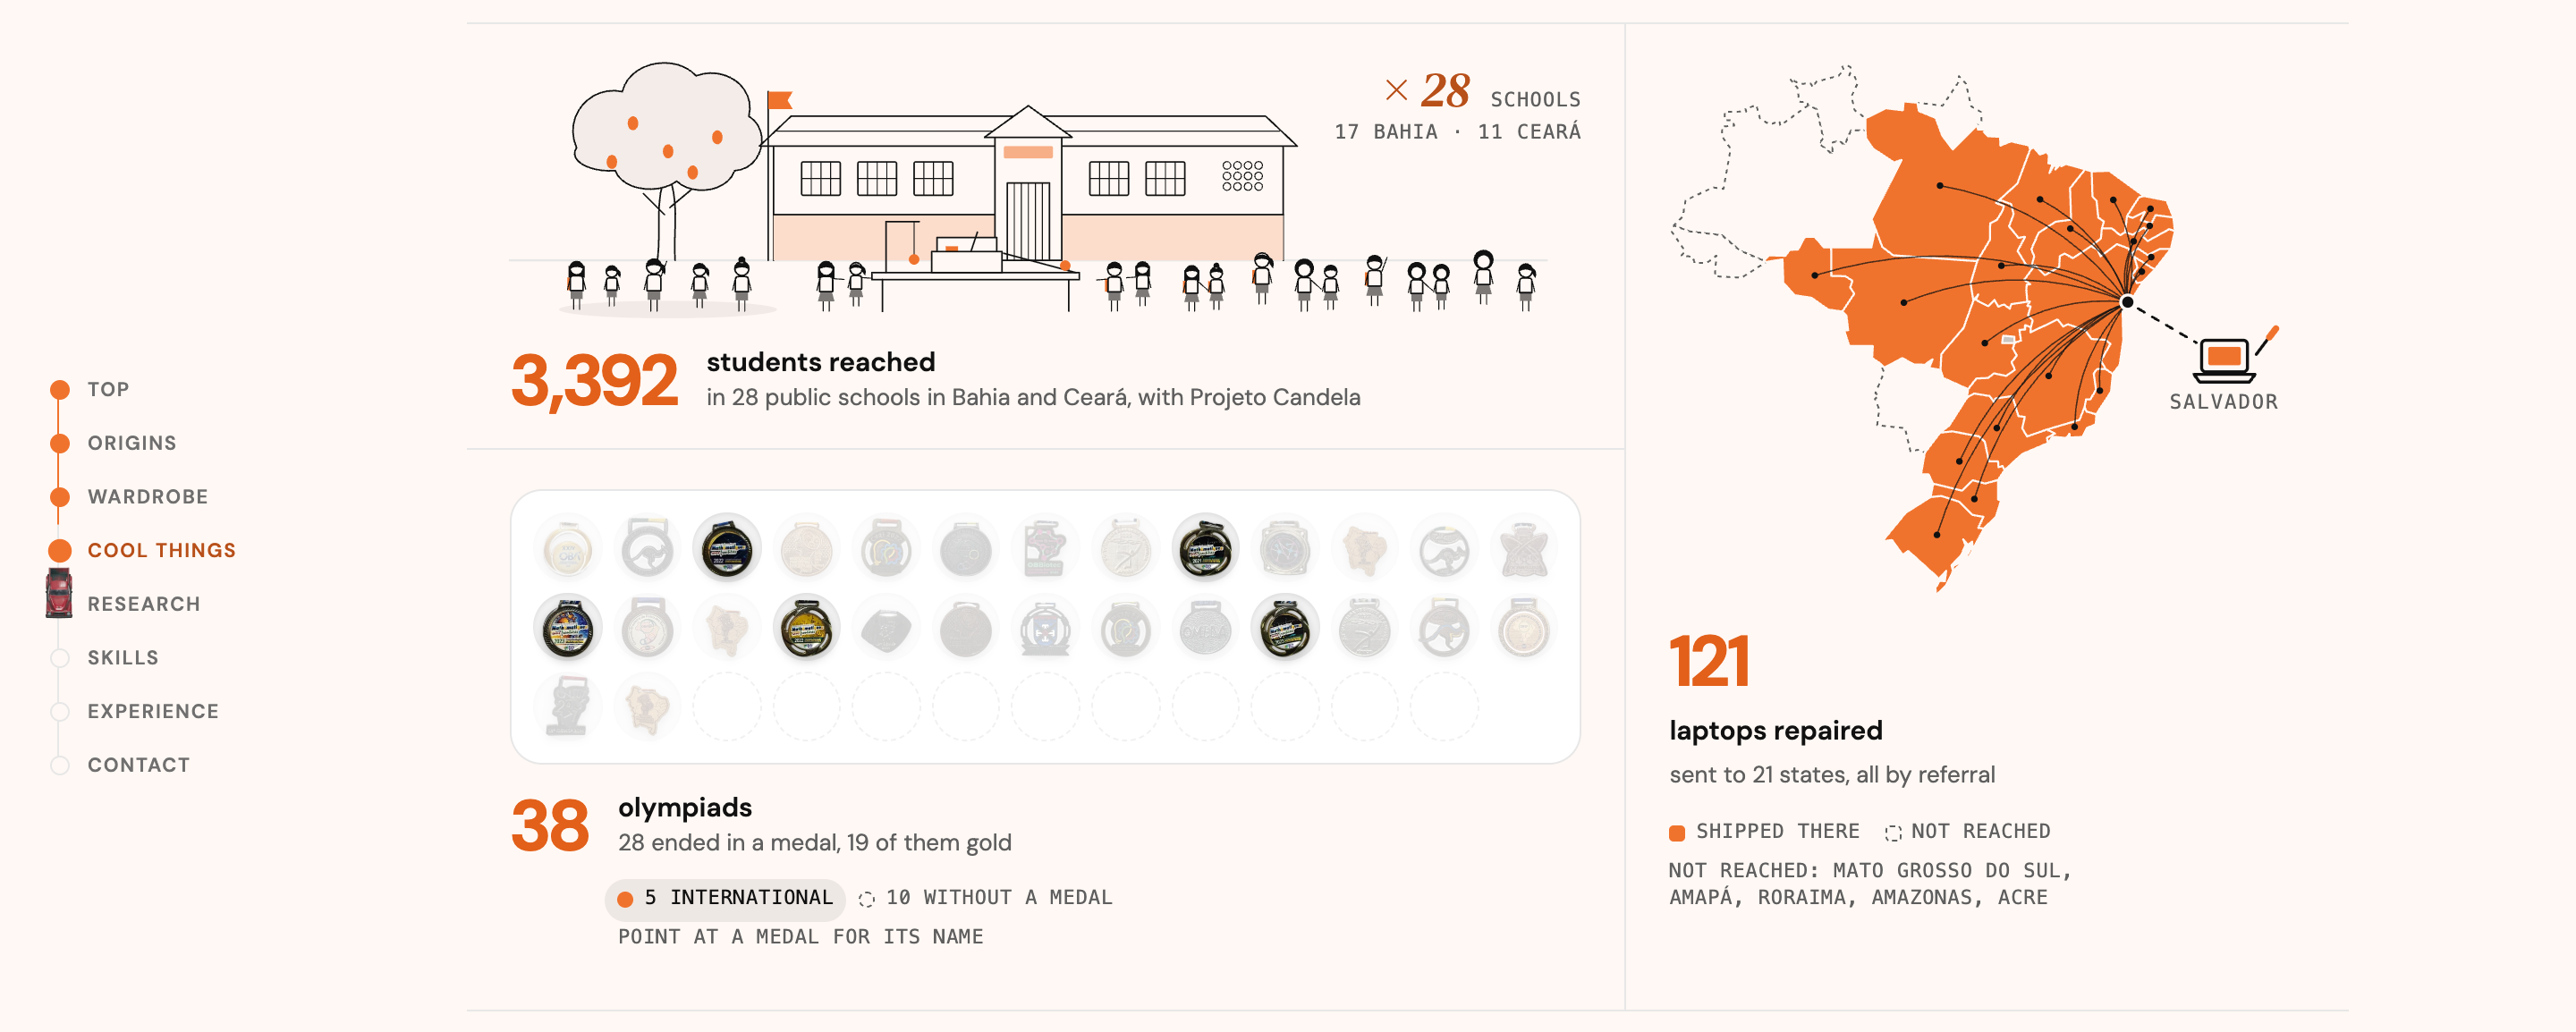 TOP
ORIGINS
WARDROBE
COOL THINGS
RESEARCH
SKILLS
EXPERIENCE
CONTACT
× 28 SCHOOLS
17 BAHIA · 11 CEARÁ
3,392
students reached
in 28 public schools in Bahia and Ceará, with Projeto Candela
38
olympiads
28 ended in a medal, 19 of them gold
5 INTERNATIONAL
10 WITHOUT A MEDAL
POINT AT A MEDAL FOR ITS NAME
SALVADOR
121
laptops repaired
sent to 21 states, all by referral
SHIPPED THERE
NOT REACHED
NOT REACHED: MATO GROSSO DO SUL,
AMAPÁ, RORAIMA, AMAZONAS, ACRE